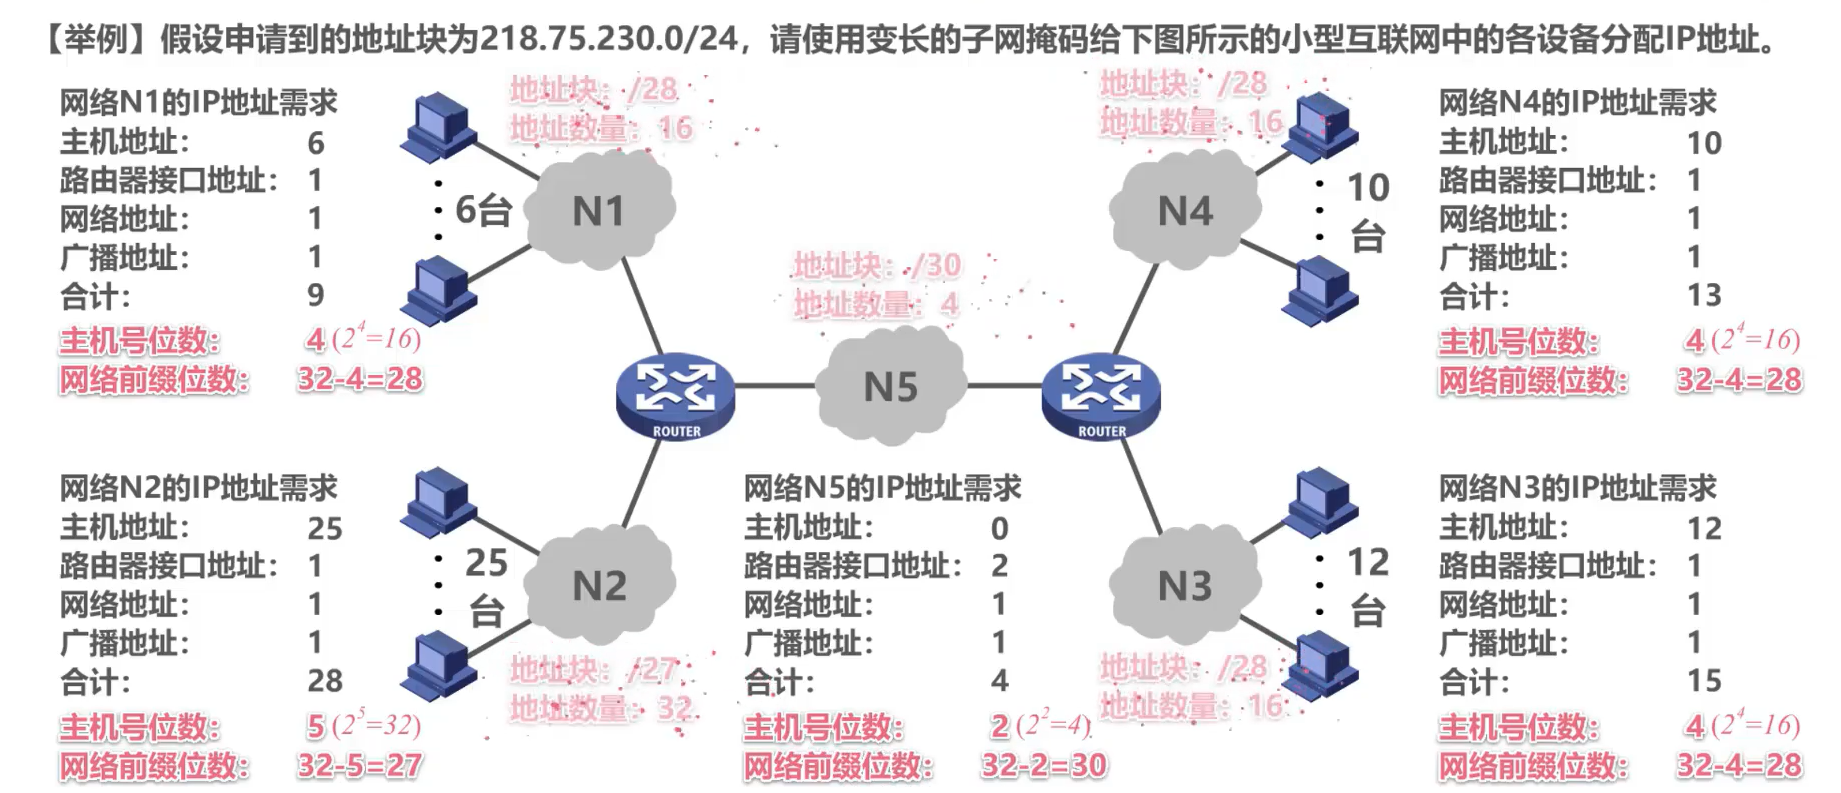 【举例】假设申请到的地址块为218.75.230.0/24，请使用变长的子网掩码给下图所示的小型互联网中的各设备分配IP地址。
网络N1的IP地址需求
主机地址： 6
路由器接口地址： 1
网络地址： 1
广播地址： 1
合计： 9
主机号位数： 4 (2⁴=16)
网络前缀位数： 32-4=28
6台
地址块：/28
地址数量：16
N1
地址块：/28
地址数量：16
N4
10
台
网络N4的IP地址需求
主机地址： 10
路由器接口地址： 1
网络地址： 1
广播地址： 1
合计： 13
主机号位数： 4 (2⁴=16)
网络前缀位数： 32-4=28
地址块：/30
地址数量：4
ROUTER
N5
ROUTER
网络N2的IP地址需求
主机地址： 25
路由器接口地址： 1
网络地址： 1
广播地址： 1
合计： 28
主机号位数： 5 (2⁵=32)
网络前缀位数： 32-5=27
25
台
N2
地址块：/27
地址数量：32
网络N5的IP地址需求
主机地址： 0
路由器接口地址： 2
网络地址： 1
广播地址： 1
合计： 4
主机号位数： 2 (2²=4)
网络前缀位数： 32-2=30
N3
12
台
地址块：/28
地址数量：16
网络N3的IP地址需求
主机地址： 12
路由器接口地址： 1
网络地址： 1
广播地址： 1
合计： 15
主机号位数： 4 (2⁴=16)
网络前缀位数： 32-4=28